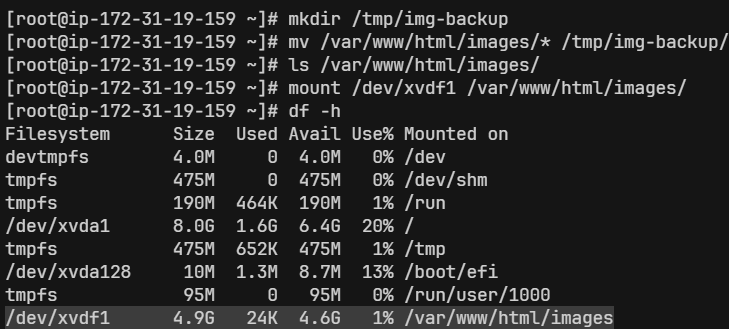 [root@ip-172-31-19-159 ~]# mkdir /tmp/img-backup
[root@ip-172-31-19-159 ~]# mv /var/www/html/images/* /tmp/img-backup/
[root@ip-172-31-19-159 ~]# ls /var/www/html/images/
[root@ip-172-31-19-159 ~]# mount /dev/xvdf1 /var/www/html/images/
[root@ip-172-31-19-159 ~]# df -h
Filesystem      Size  Used Avail Use% Mounted on
devtmpfs        4.0M     0  4.0M   0% /dev
tmpfs           475M     0  475M   0% /dev/shm
tmpfs           190M  464K  190M   1% /run
/dev/xvda1      8.0G  1.6G  6.4G  20% /
tmpfs           475M  652K  475M   1% /tmp
/dev/xvda128     10M  1.3M  8.7M  13% /boot/efi
tmpfs            95M     0   95M   0% /run/user/1000
/dev/xvdf1      4.9G   24K  4.6G   1% /var/www/html/images